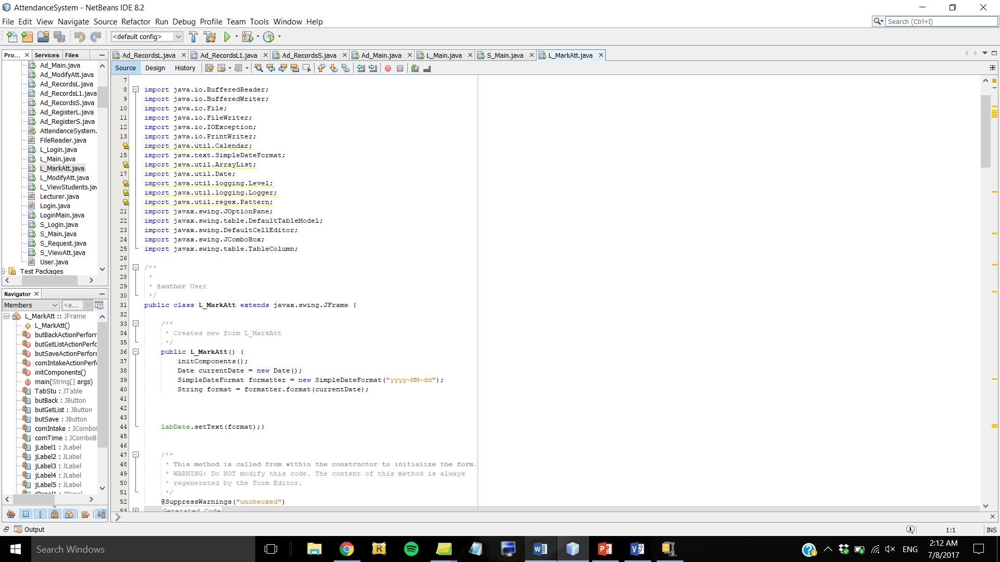 AttendanceSystem - NetBeans IDE 8.2
File Edit View Navigate Source Refactor Run Debug Profile Team Tools Window Help
Search (Ctrl+I)
<default config>
Pro... Services Files
Ad_RecordsL.java Ad_RecordsL1.java Ad_RecordsS.java Ad_Main.java L_Main.java S_Main.java L_MarkAtt.java
Source Design History
Ad_Main.java
Ad_ModifyAtt.java
Ad_RecordsL.java
Ad_RecordsL1.java
Ad_RecordsS.java
Ad_RegisterL.java
Ad_RegisterS.java
AttendanceSystem.
FileReader.java
L_Login.java
L_Main.java
L_MarkAtt.java
L_ModifyAtt.java
L_ViewStudents.jav
Lecturer.java
Login.java
LoginMain.java
S_Login.java
S_Main.java
S_Request.java
S_ViewAtt.java
User.java
Test Packages
Navigator
Members <e...
L_MarkAtt :: JFrame
L_MarkAtt()
butBackActionPerforr
butGetListActionPerfc
butSaveActionPerforr
comIntakeActionPerf
initComponents()
main(String[] args)
TabStu : JTable
butBack : JButton
butGetList : JButton
butSave : JButton
comIntake : JCombo
comTime : JComboB
jLabel1 : JLabel
jLabel2 : JLabel
jLabel3 : JLabel
jLabel4 : JLabel
jLabel5 : JLabel
jPanel1 : JPanel
7
8 import java.io.BufferedReader;
9 import java.io.BufferedWriter;
10 import java.io.File;
11 import java.io.FileWriter;
12 import java.io.IOException;
13 import java.io.PrintWriter;
import java.util.Calendar;
15 import java.text.SimpleDateFormat;
import java.util.ArrayList;
17 import java.util.Date;
import java.util.logging.Level;
import java.util.logging.Logger;
import java.util.regex.Pattern;
21 import javax.swing.JOptionPane;
22 import javax.swing.table.DefaultTableModel;
23 import javax.swing.DefaultCellEditor;
24 import javax.swing.JComboBox;
25 import javax.swing.table.TableColumn;
26
27 /**
28 *
29 * @author User
30 */
31 public class L_MarkAtt extends javax.swing.JFrame {
32
33 /**
34 * Creates new form L_MarkAtt
35 */
36 public L_MarkAtt() {
37 initComponents();
38 Date currentDate = new Date();
39 SimpleDateFormat formatter = new SimpleDateFormat("yyyy-MM-dd");
40 String format = formatter.format(currentDate);
41
42
43
44 labDate.setText(format);}
45
46
47 /**
48 * This method is called from within the constructor to initialize the form.
49 * WARNING: Do NOT modify this code. The content of this method is always
50 * regenerated by the Form Editor.
51 */
52 @SuppressWarnings("unchecked")
53 Generated Code
Output
1 1:1 INS
Search Windows
ENG
2:12 AM
7/8/2017